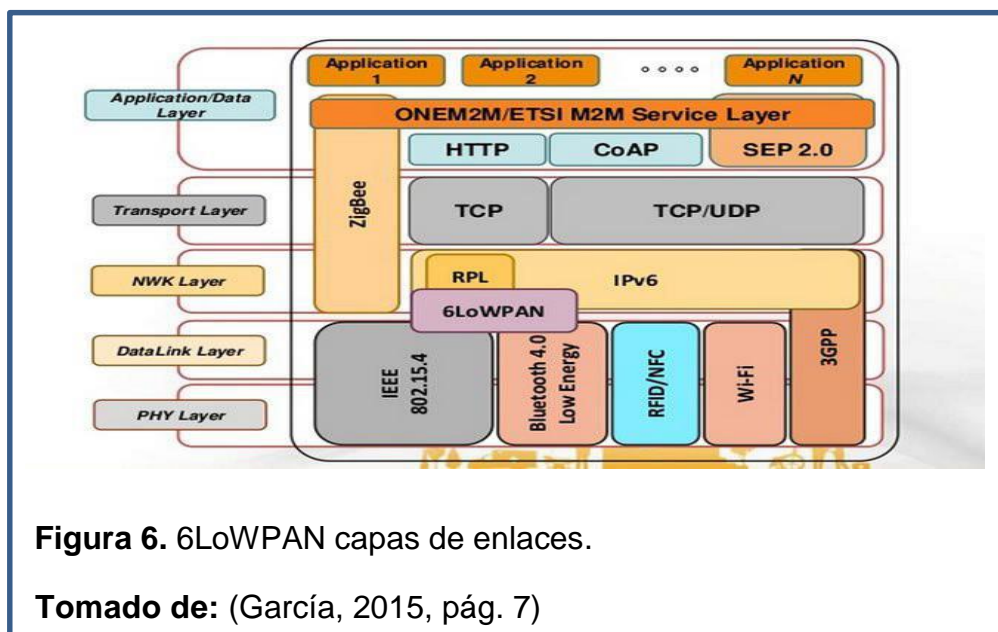 Application 1
Application 2
Application N
Application/Data Layer
ONEM2M/ETSI M2M Service Layer
HTTP
CoAP
SEP 2.0
ZigBee
Transport Layer
TCP
TCP/UDP
NWK Layer
RPL
IPv6
6LoWPAN
DataLink Layer
IEEE 802.15.4
Bluetooth 4.0 Low Energy
RFID/NFC
Wi-Fi
3GPP
PHY Layer
Figura 6. 6LoWPAN capas de enlaces.
Tomado de: (García, 2015, pág. 7)